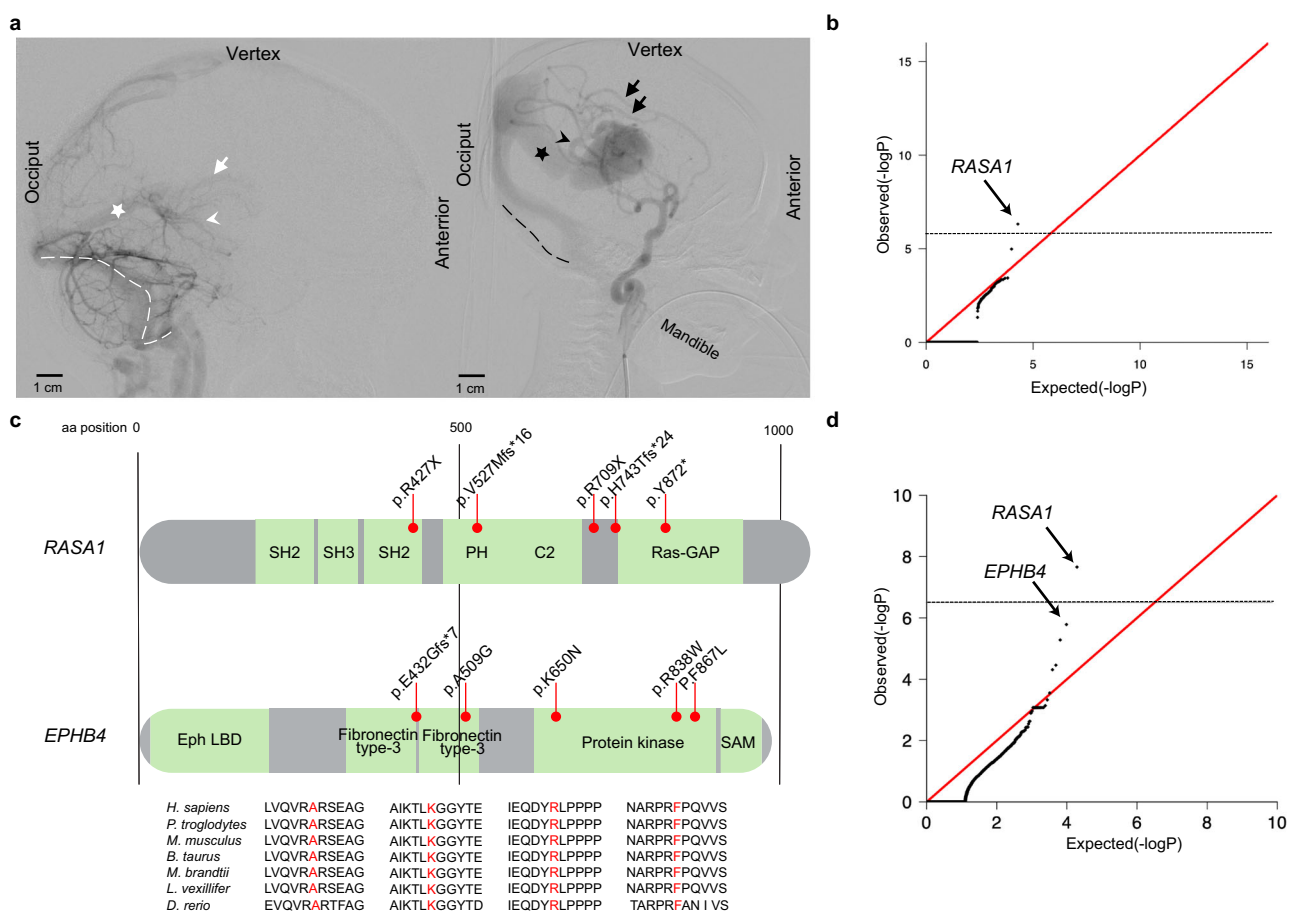 a
Vertex
Occiput
Anterrior
1 cm
Vertex
Occiput
Anterior
Mandible
1 cm
b
Observed(-logP)
15
10
5
0
RASA1
0 5 10 15
Expected(-logP)
c
aa position 0 500 1000
p.R427X
p.V527Mfs*16
p.R709X
p.H743Tfs*24
p.Y872*
RASA1
SH2 SH3 SH2 PH C2 Ras-GAP
p.E432Gfs*7
p.A509G
p.K650N
p.R838W
P.F867L
EPHB4
Eph LBD
Fibronectin
type-3
Fibronectin
type-3
Protein kinase
SAM
H. sapiens LVQVRARSEAG AIKTLKGGYTE IEQDYRLPPPP NARPRFPQVVS
P. troglodytes LVQVRARSEAG AIKTLKGGYTE IEQDYRLPPPP NARPRFPQVVS
M. musculus LVQVRARSEAG AIKTLKGGYTE IEQDYRLPPPP NARPRFPQVVS
B. taurus LVQVRARSEAG AIKTLKGGYTE IEQDYRLPPPP NARPRFPQVVS
M. brandtii LVQVRARSEAG AIKTLKGGYTE IEQDYRLPPPP NARPRFPQVVS
L. vexillifer LVQVRARSEAG AIKTLKGGYTE IEQDYRLPPPP NARPRFPQVVS
D. rerio EVQVRARTFAG AIKTLKGGYTD IEQDYRLPPPP TARPRFAN I VS
d
Observed(-logP)
10
8
6
4
2
0
RASA1
EPHB4
0 2 4 6 8 10
Expected(-logP)